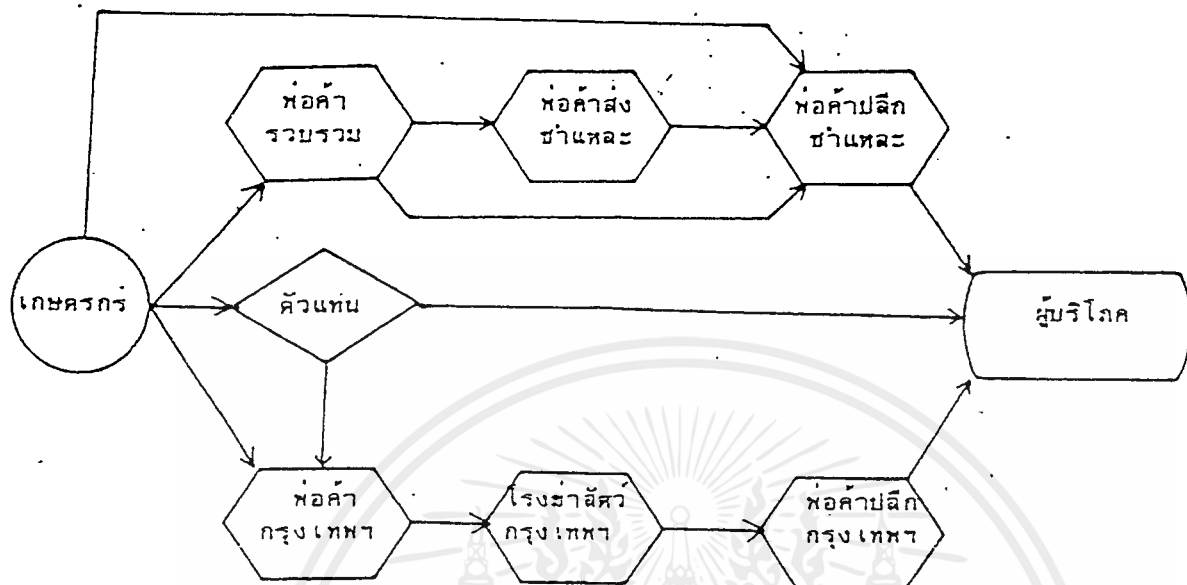 พ่อค้า
รวบรวม
พ่อค้าส่ง
ชำแหละ
พ่อค้าปลีก
ชำแหละ
เกษตรกร
ตัวแทน
ผู้บริโภค
พ่อค้า
กรุงเทพฯ
โรงฆ่าสัตว์
กรุงเทพฯ
พ่อค้าปลีก
กรุงเทพฯ